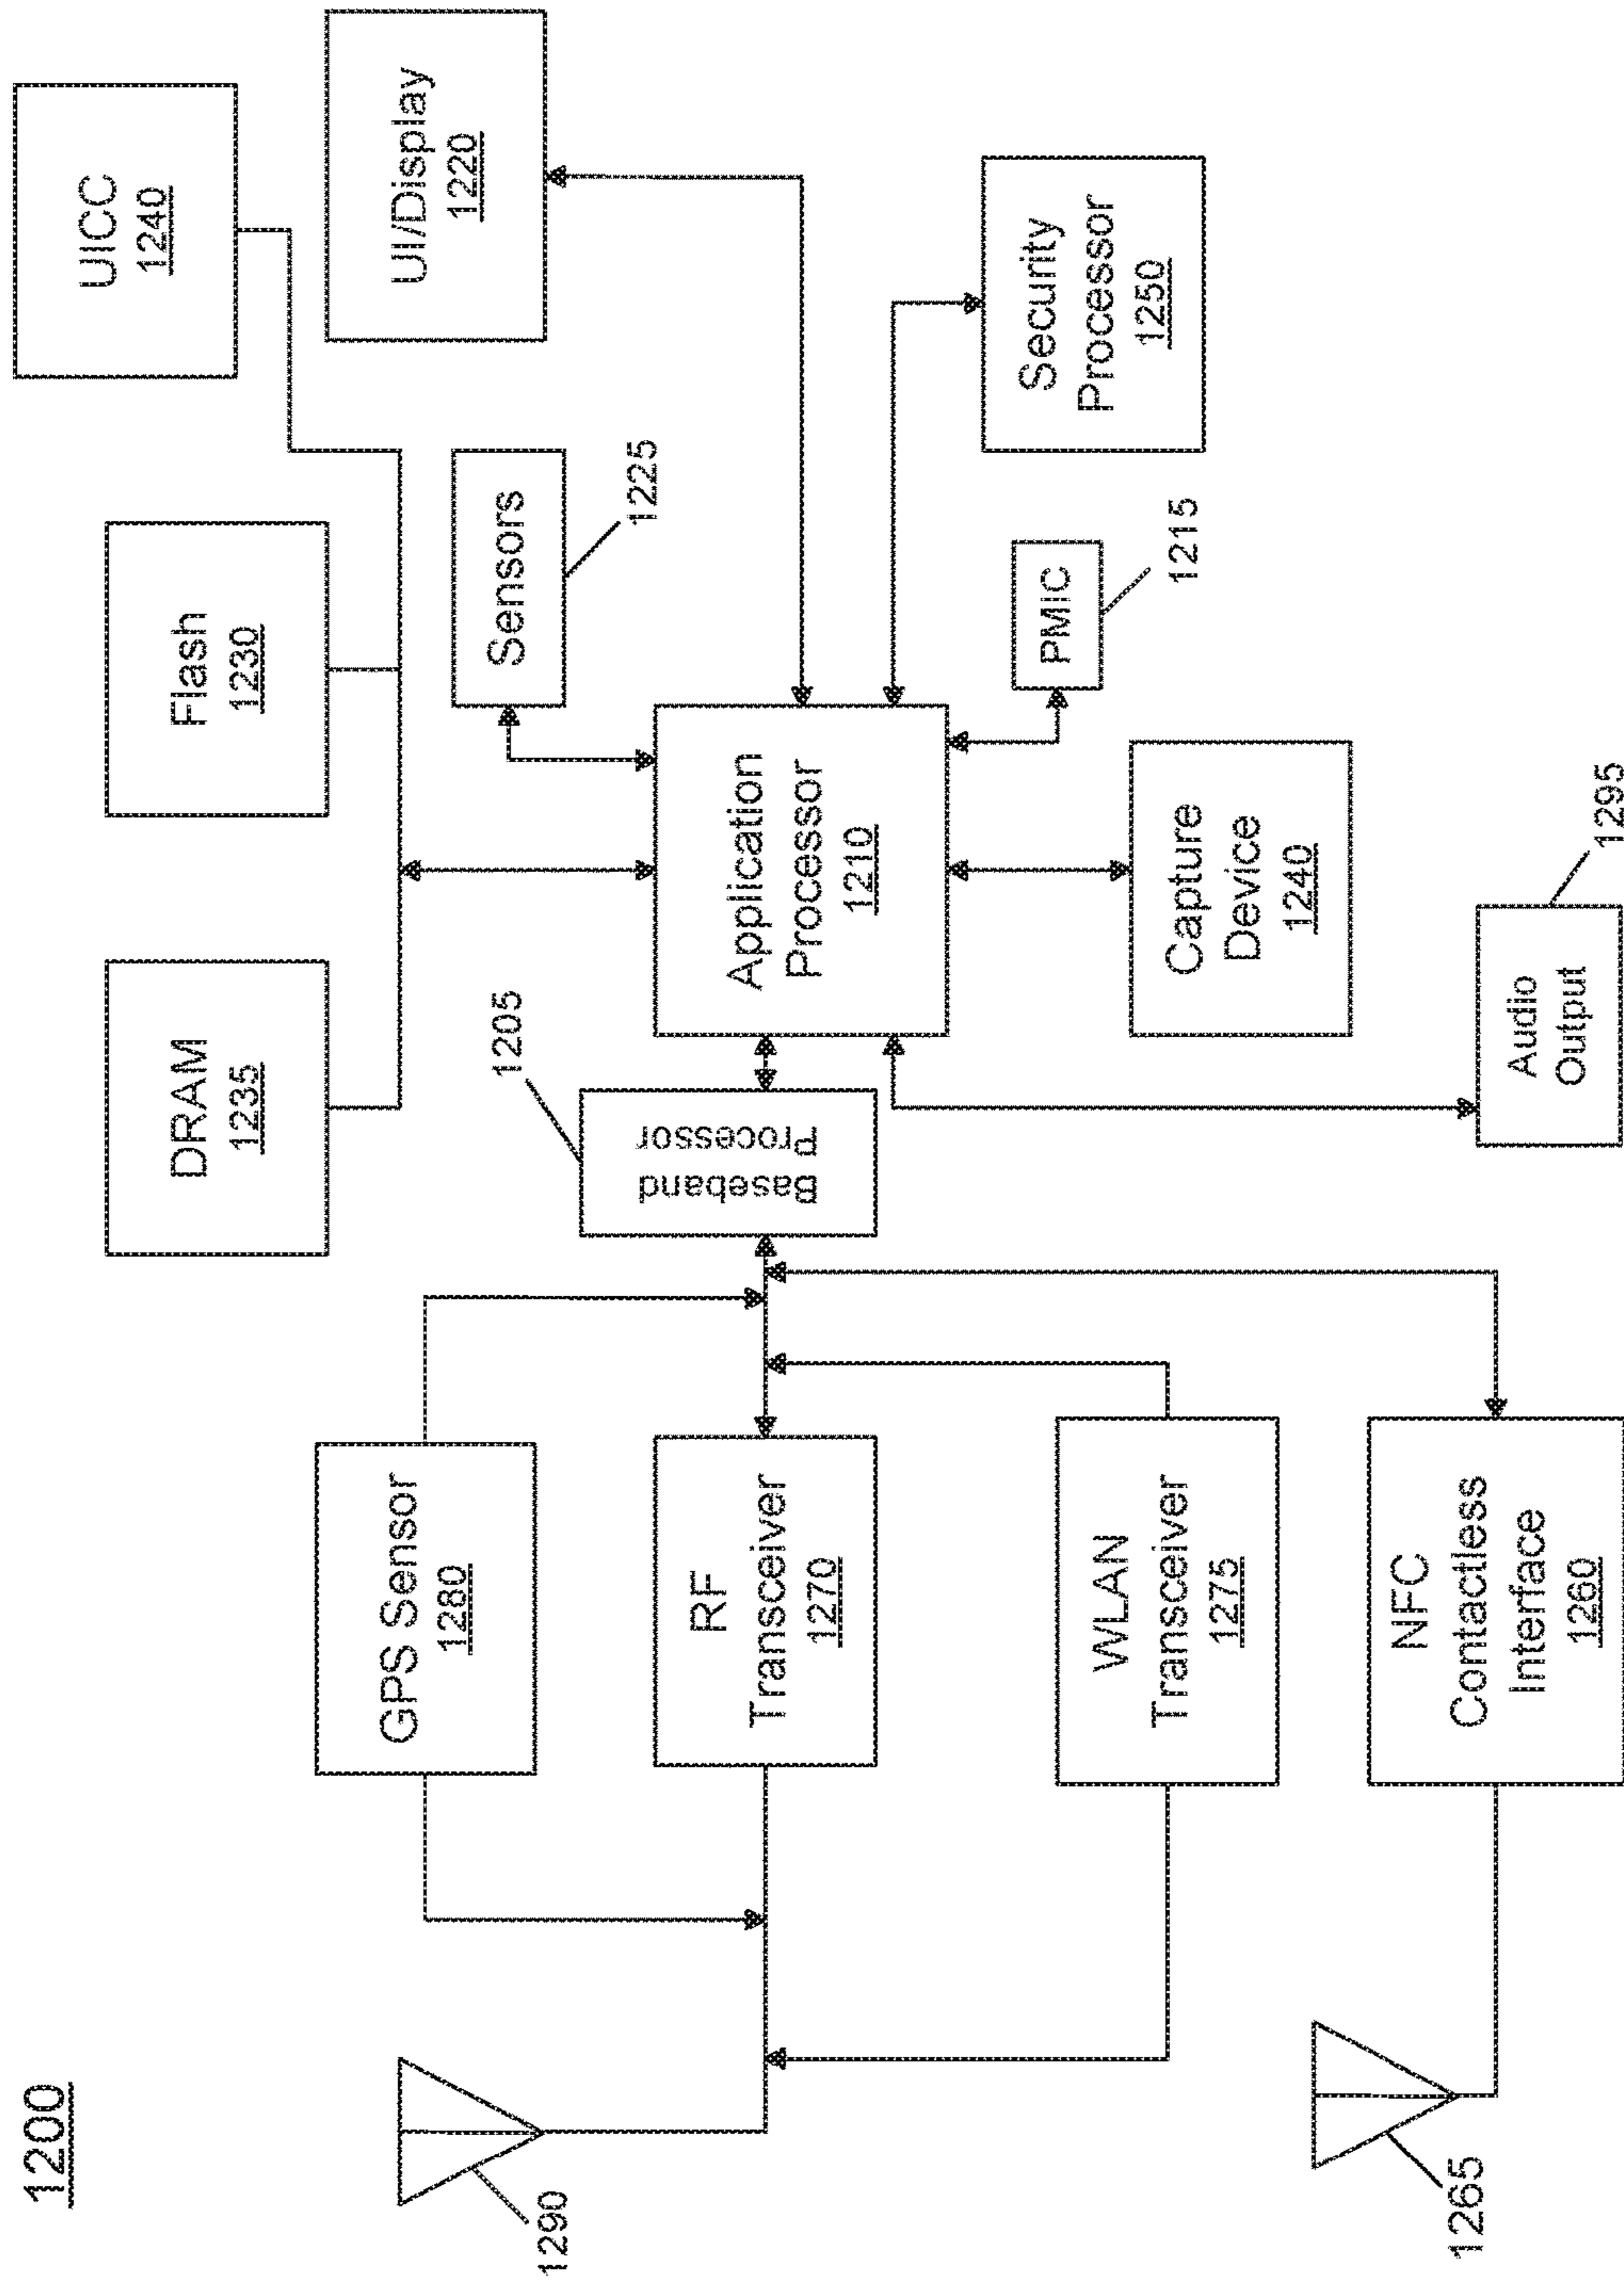 1200
UICC
1240
DRAM
1235
Flash
1230
UI/Display
1220
GPS Sensor
1280
Sensors
1225
1290
1205
RF
Transceiver
1270
Baseband
Processor
Application
Processor
1210
Security
Processor
1250
PMIC
1215
WLAN
Transceiver
1275
Capture
Device
1240
NFC
Contactless
Interface
1260
1265
Audio
Output
1295